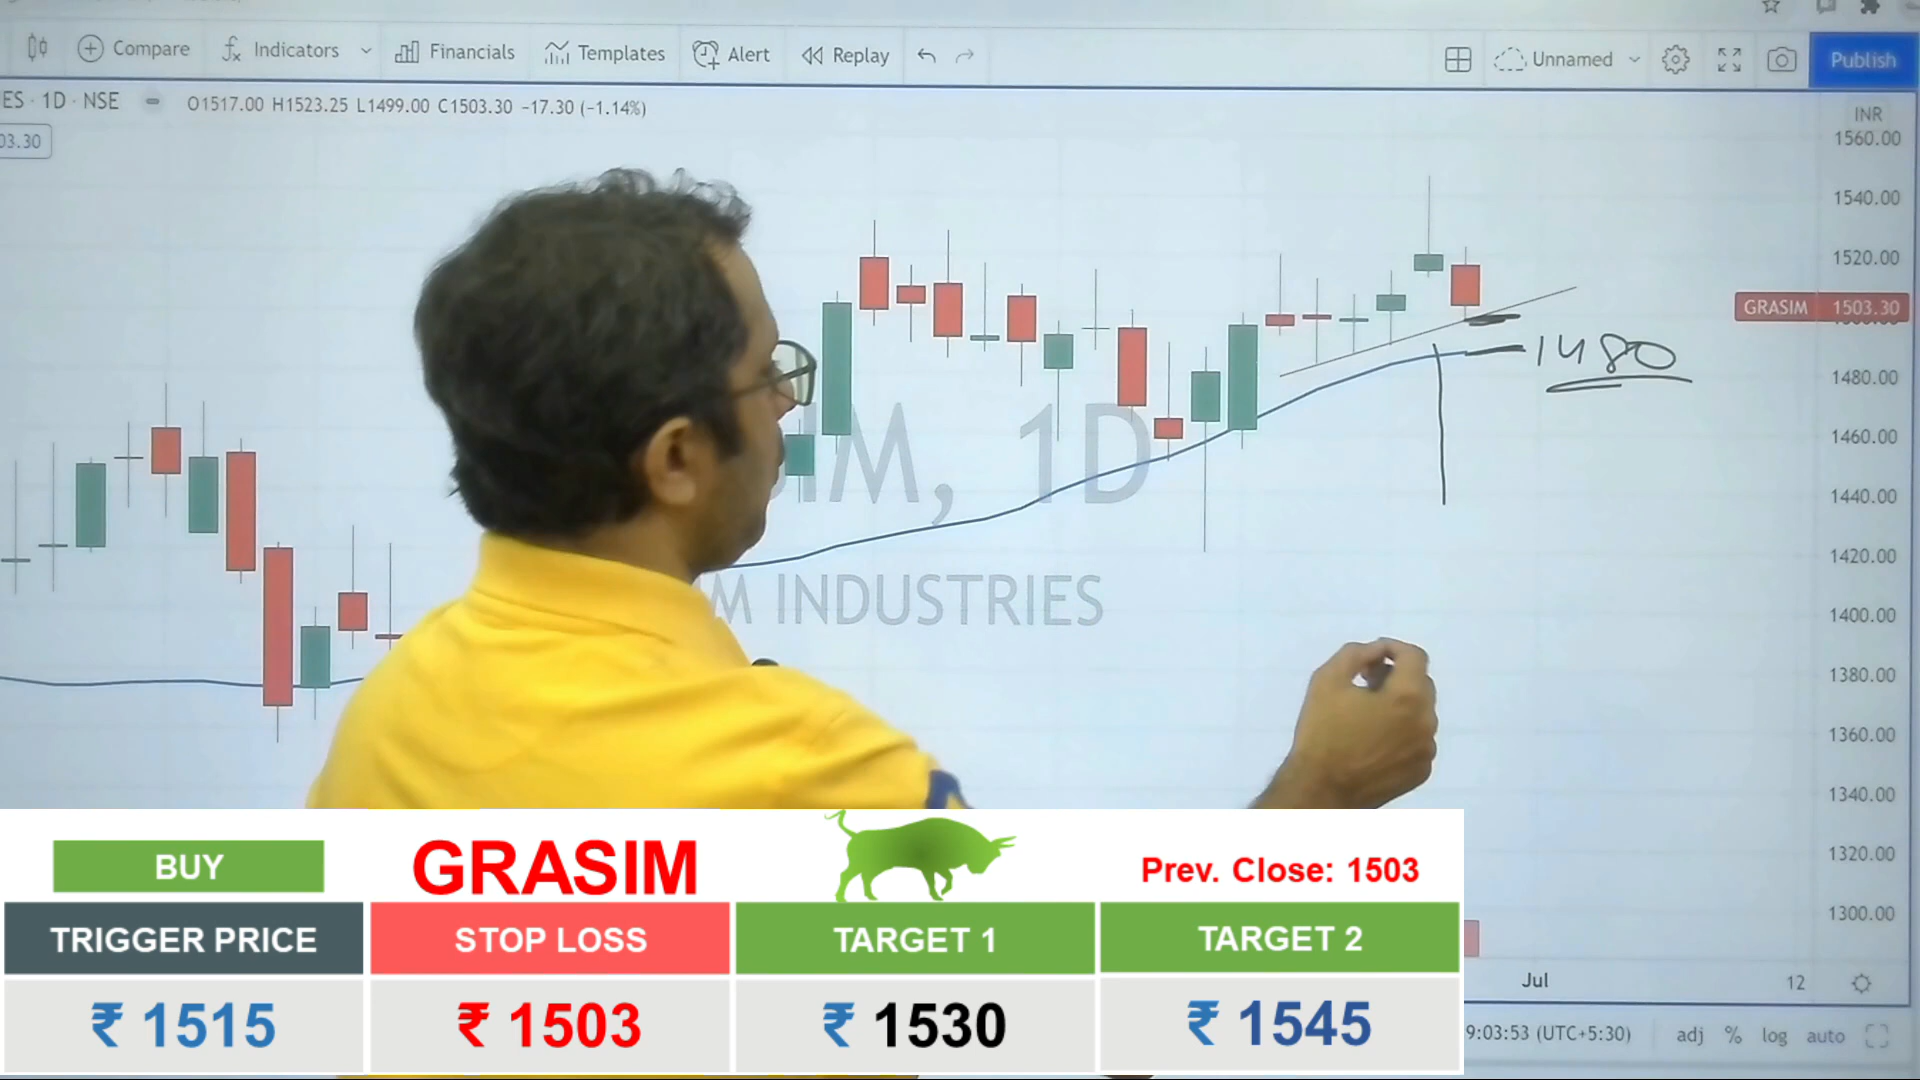 Compare Indicators Financials Templates Alert Replay Unnamed Publish
ES · 1D · NSE O1517.00 H1523.25 L1499.00 C1503.30 −17.30 (−1.14%)
03.30
INR
1560.00
1540.00
1520.00
GRASIM 1503.30
1480
1480.00
1460.00
IM, 1D
1440.00
1420.00
M INDUSTRIES
1400.00
1380.00
1360.00
1340.00
1320.00
1300.00
Jul 12
9:03:53 (UTC+5:30) adj % log auto
BUY GRASIM Prev. Close: 1503
TRIGGER PRICE STOP LOSS TARGET 1 TARGET 2
₹ 1515 ₹ 1503 ₹ 1530 ₹ 1545